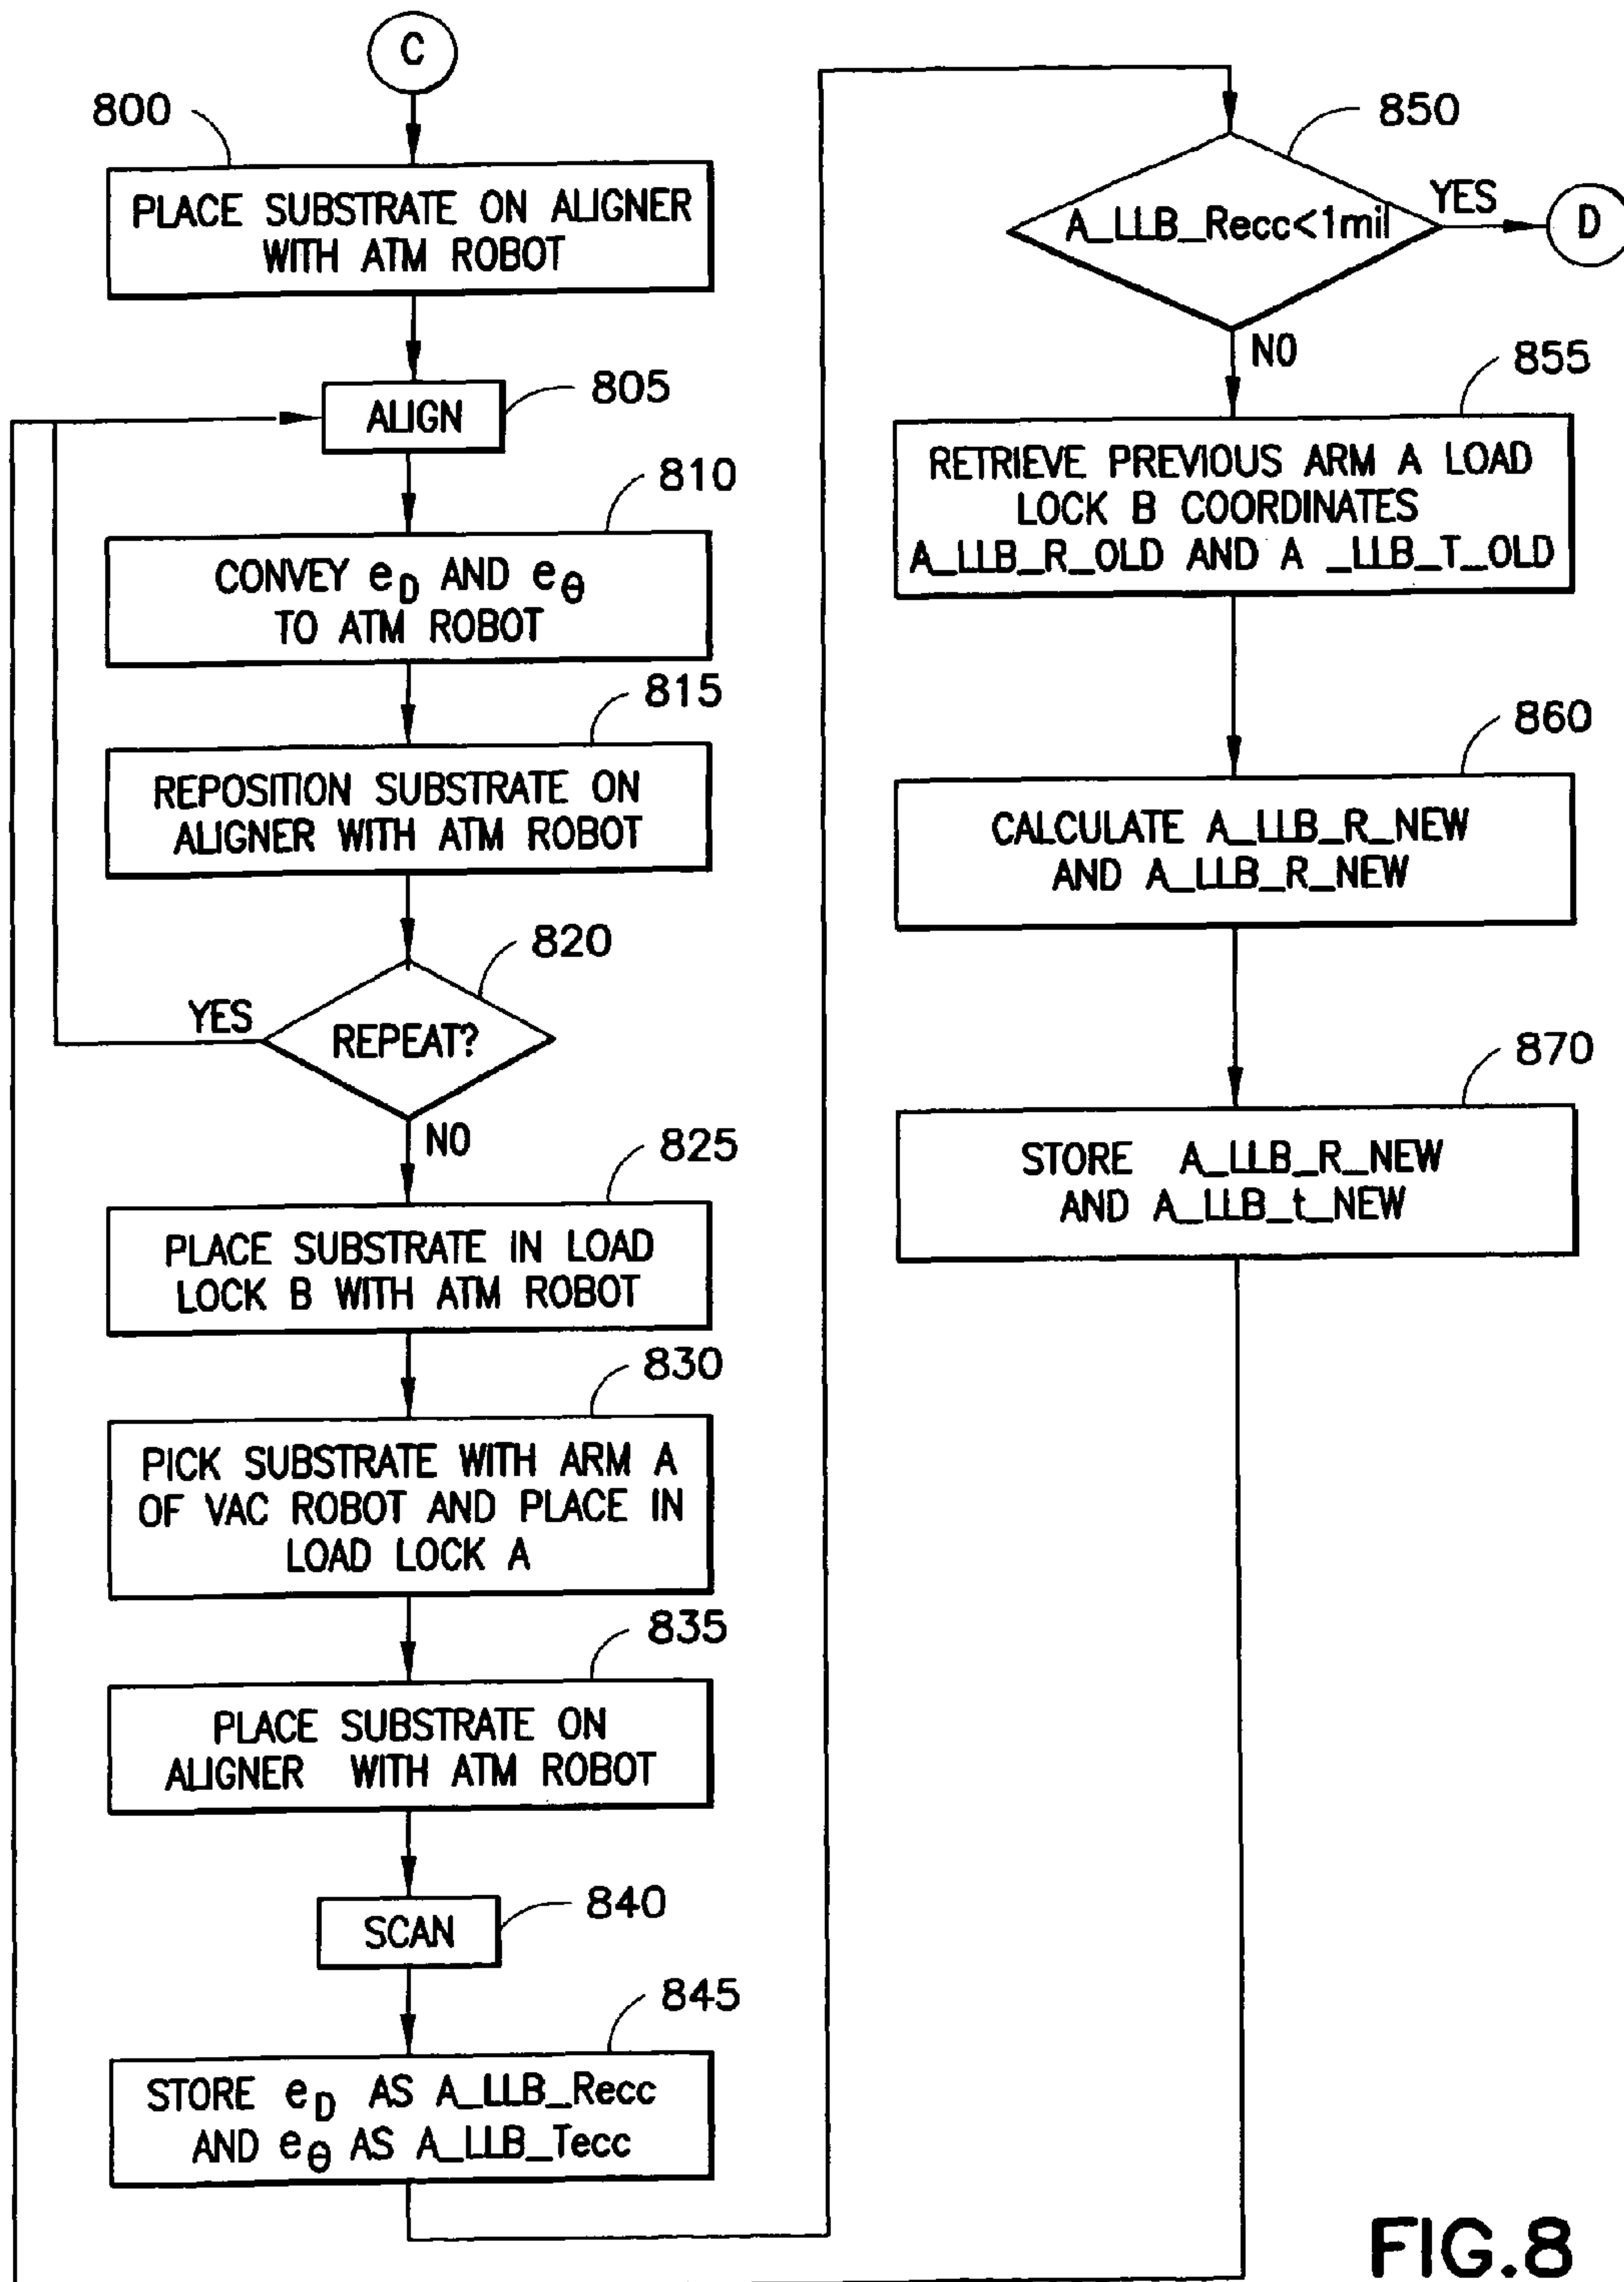 C
800
PLACE SUBSTRATE ON ALIGNER
WITH ATM ROBOT
ALIGN
805
810
CONVEY eD AND eθ
TO ATM ROBOT
815
REPOSITION SUBSTRATE ON
ALIGNER WITH ATM ROBOT
820
REPEAT?
YES
NO
825
PLACE SUBSTRATE IN LOAD
LOCK B WITH ATM ROBOT
830
PICK SUBSTRATE WITH ARM A
OF VAC ROBOT AND PLACE IN
LOAD LOCK A
835
PLACE SUBSTRATE ON
ALIGNER WITH ATM ROBOT
SCAN
840
845
STORE eD AS A_LLB_Recc
AND eθ AS A_LLB_Tecc
850
A_LLB_Recc<1mil
YES
D
NO
855
RETRIEVE PREVIOUS ARM A LOAD
LOCK B COORDINATES
A_LLB_R_OLD AND A _LLB_T_OLD
860
CALCULATE A_LLB_R_NEW
AND A_LLB_R_NEW
870
STORE A_LLB_R_NEW
AND A_LLB_t_NEW
FIG.8